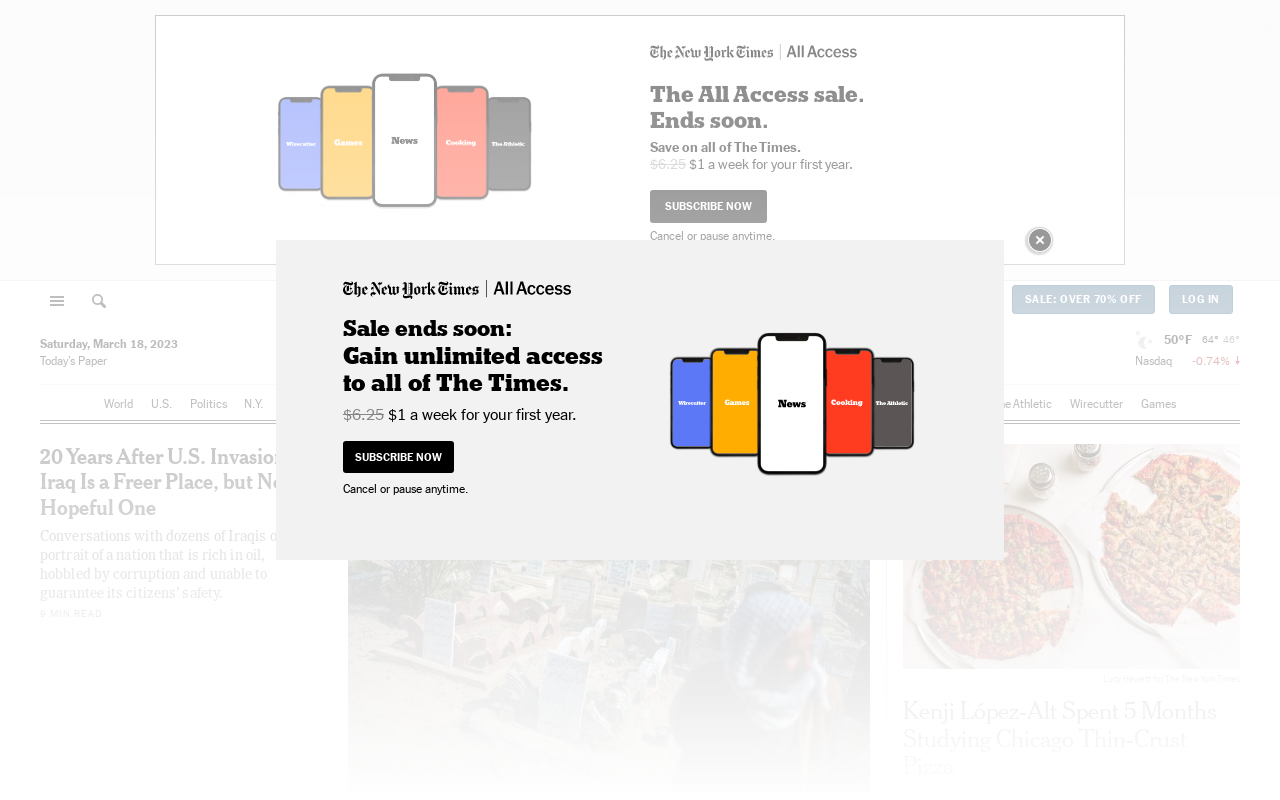 The New York Times | All Access
The All Access sale.
Ends soon.
Save on all of The Times.
$6.25 $1 a week for your first year.
SUBSCRIBE NOW
Cancel or pause anytime.
Wirecutter
Games
News
Cooking
The Athletic
SALE: OVER 70% OFF
LOG IN
Saturday, March 18, 2023
Today's Paper
50°F 64° 46°
Nasdaq -0.74%
World U.S. Politics N.Y.
Athletic Wirecutter Games
The New York Times | All Access
Sale ends soon:
Gain unlimited access
to all of The Times.
$6.25 $1 a week for your first year.
SUBSCRIBE NOW
Cancel or pause anytime.
Wirecutter
Games
News
Cooking
The Athletic
20 Years After U.S.
Iraq Is a Freer Place, but
Hopeful One
Conversations with dozens of Iraqis
portrait of a nation that is rich in oil,
hobbled by corruption and unable to
guarantee its citizens' safety.
9 MIN READ
for The New York Times
Kenji López-Alt Spent 5 Months
Studying Chicago Thin-Crust
Pizza